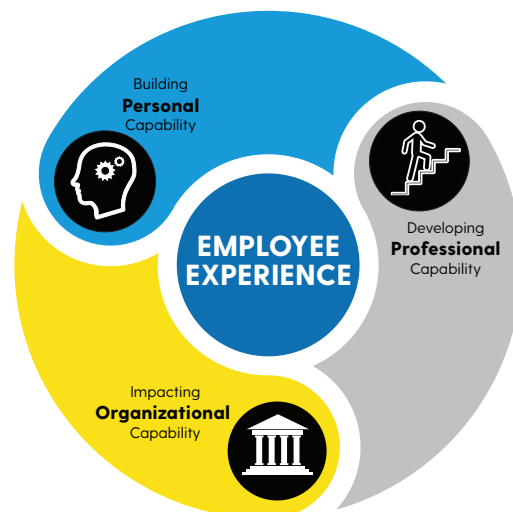 Building
Personal
Capability
Developing
Professional
Capability
EMPLOYEE
EXPERIENCE
Impacting
Organizational
Capability